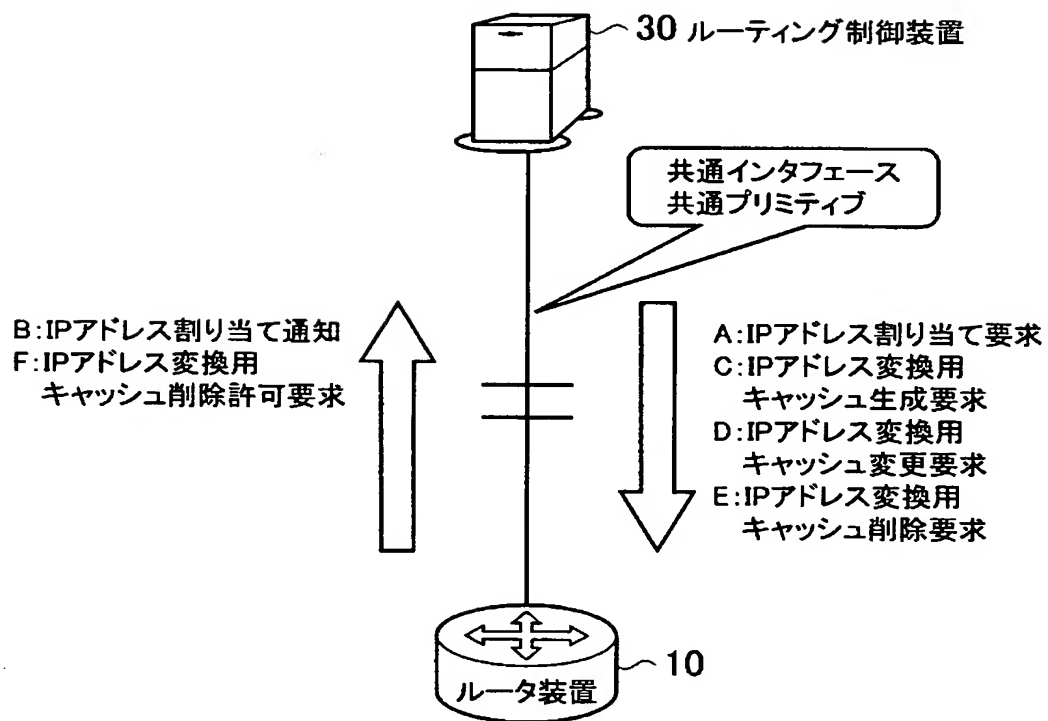 30 ルーティング制御装置
共通インタフェース
共通プリミティブ
B:IPアドレス割り当て通知
F:IPアドレス変換用
キャッシュ削除許可要求
A:IPアドレス割り当て要求
C:IPアドレス変換用
キャッシュ生成要求
D:IPアドレス変換用
キャッシュ変更要求
E:IPアドレス変換用
キャッシュ削除要求
10
ルータ装置